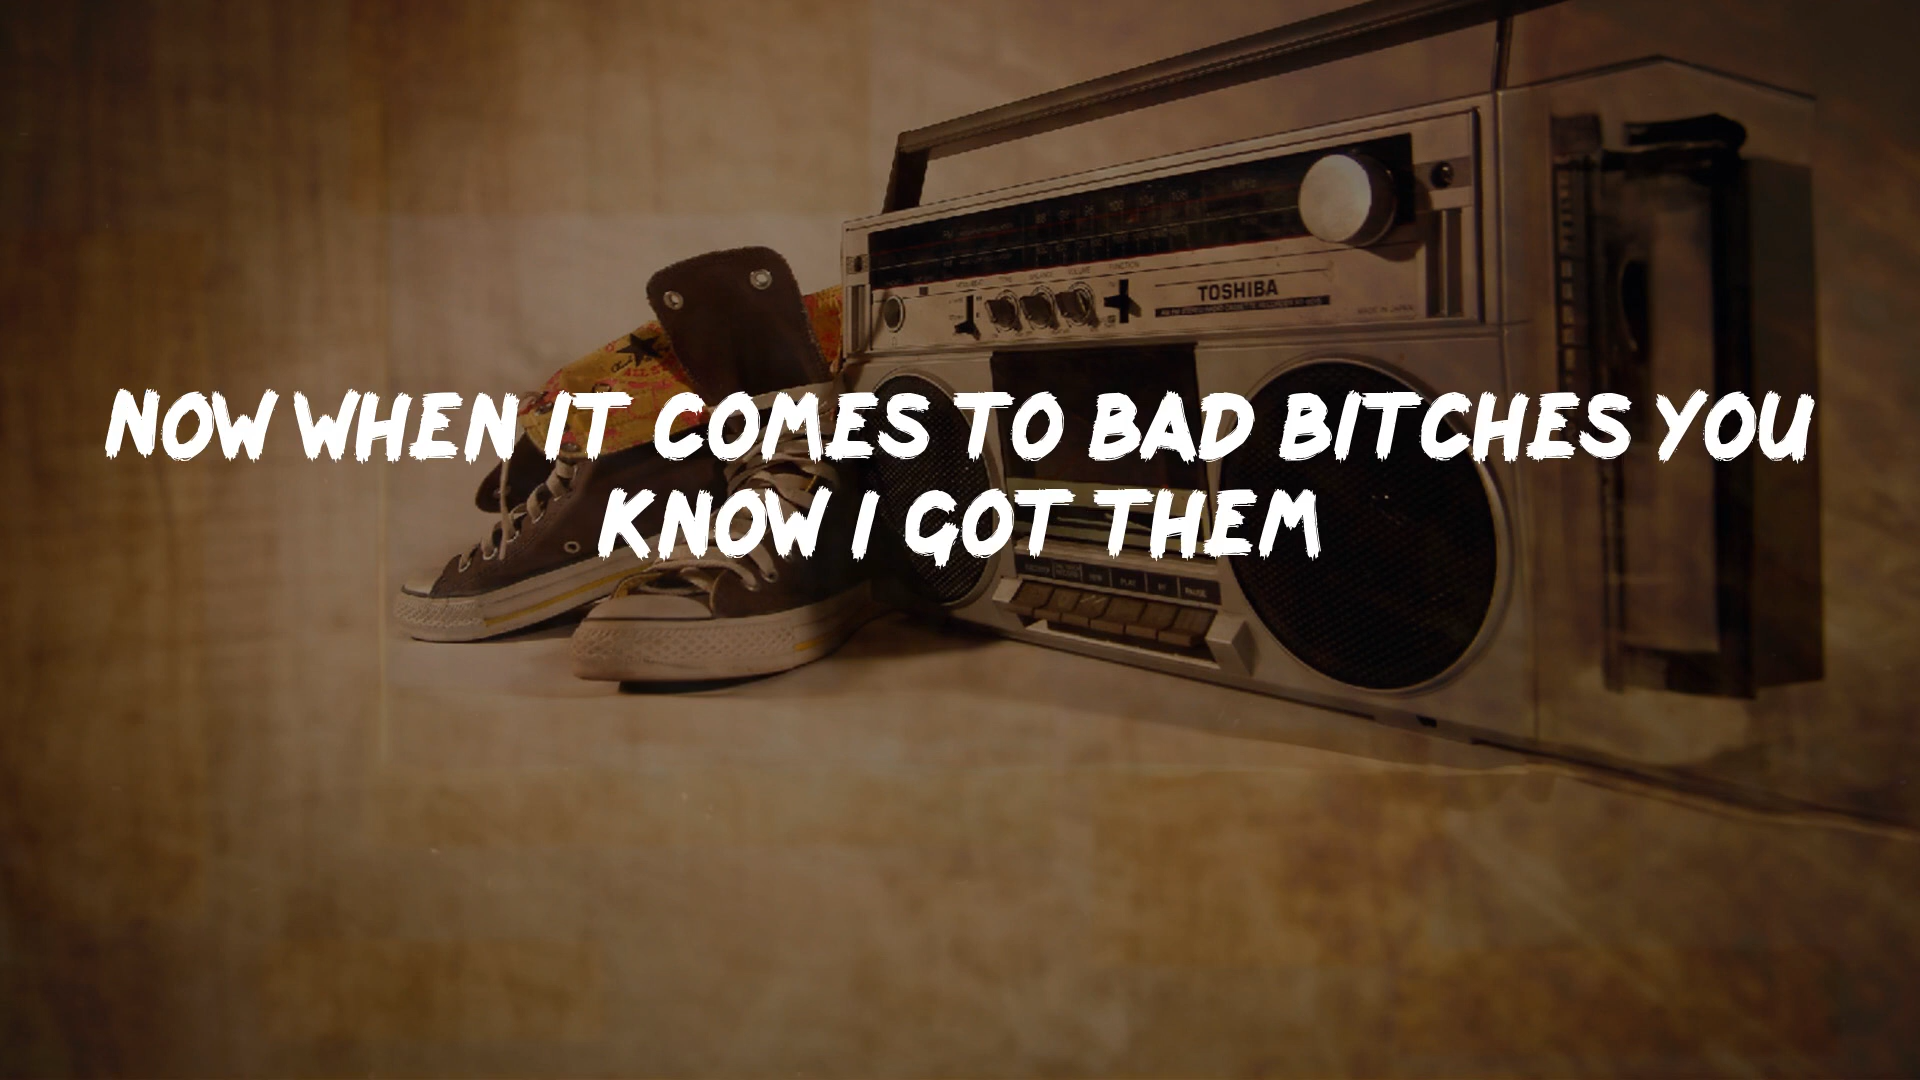 TOSHIBA
NOW WHEN IT COMES TO BAD BITCHES YOU
KNOW I GOT THEM